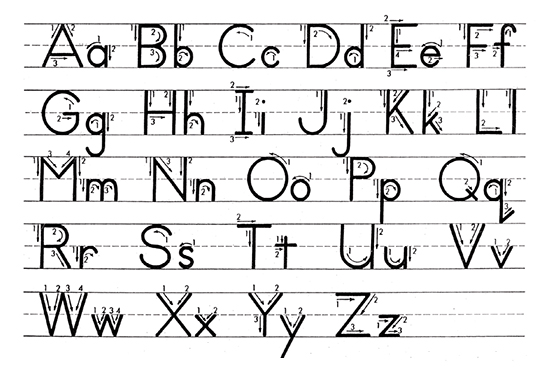 Aa Bb Cc Dd Ee Ff
Gg Hh Ii Jj Kk Ll
Mm Nn Oo Pp Qq
Rr Ss Tt Uu Vv
Ww Xx Yy Zz